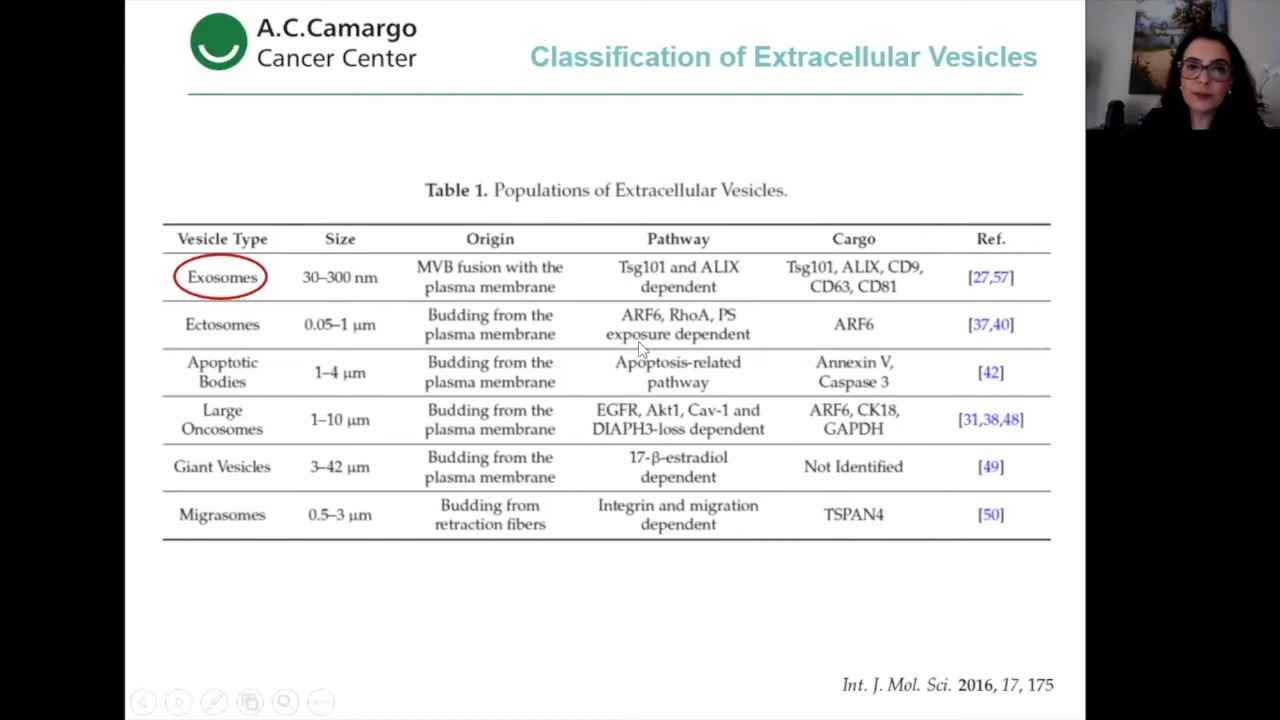 A.C.Camargo
Cancer Center
Classification of Extracellular Vesicles
Table 1. Populations of Extracellular Vesicles.
Vesicle Type Size Origin Pathway Cargo Ref.
Exosomes 30–300 nm MVB fusion with the plasma membrane Tsg101 and ALIX dependent Tsg101, ALIX, CD9, CD63, CD81 [27,57]
Ectosomes 0.05–1 μm Budding from the plasma membrane ARF6, RhoA, PS exposure dependent ARF6 [37,40]
Apoptotic Bodies 1–4 μm Budding from the plasma membrane Apoptosis-related pathway Annexin V, Caspase 3 [42]
Large Oncosomes 1–10 μm Budding from the plasma membrane EGFR, Akt1, Cav-1 and DIAPH3-loss dependent ARF6, CK18, GAPDH [31,38,48]
Giant Vesicles 3–42 μm Budding from the plasma membrane 17-β-estradiol dependent Not Identified [49]
Migrasomes 0.5–3 μm Budding from retraction fibers Integrin and migration dependent TSPAN4 [50]
Int. J. Mol. Sci. 2016, 17, 175